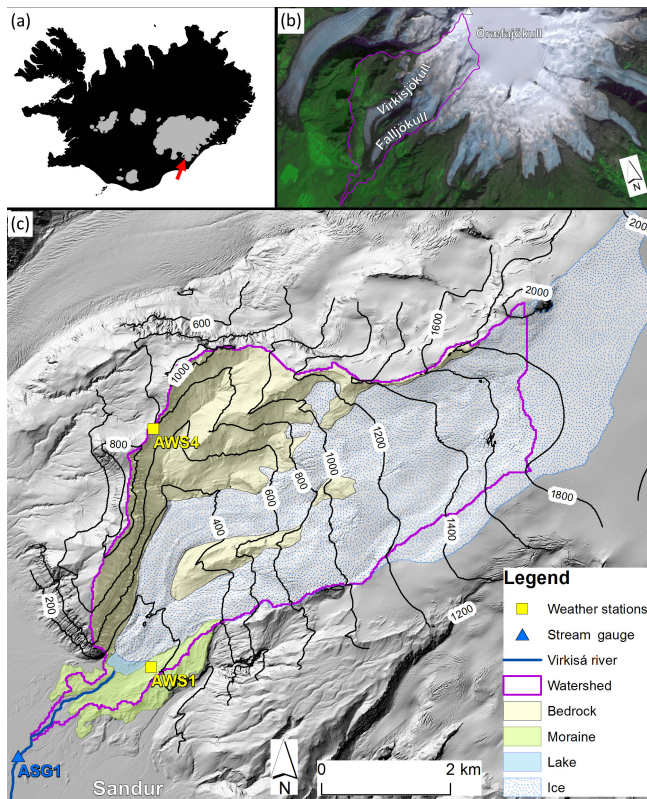 (a)
(b)
Öræfajökull
Virkisjökull
Falljökull
N
(c)
200
2000
600
1600
1000
800
AWS4
1200
1000
800
600
400
1800
1400
1200
200
AWS1
ASG1
Sandur
N
0 2 km
Legend
Weather stations
Stream gauge
Virkisá river
Watershed
Bedrock
Moraine
Lake
Ice